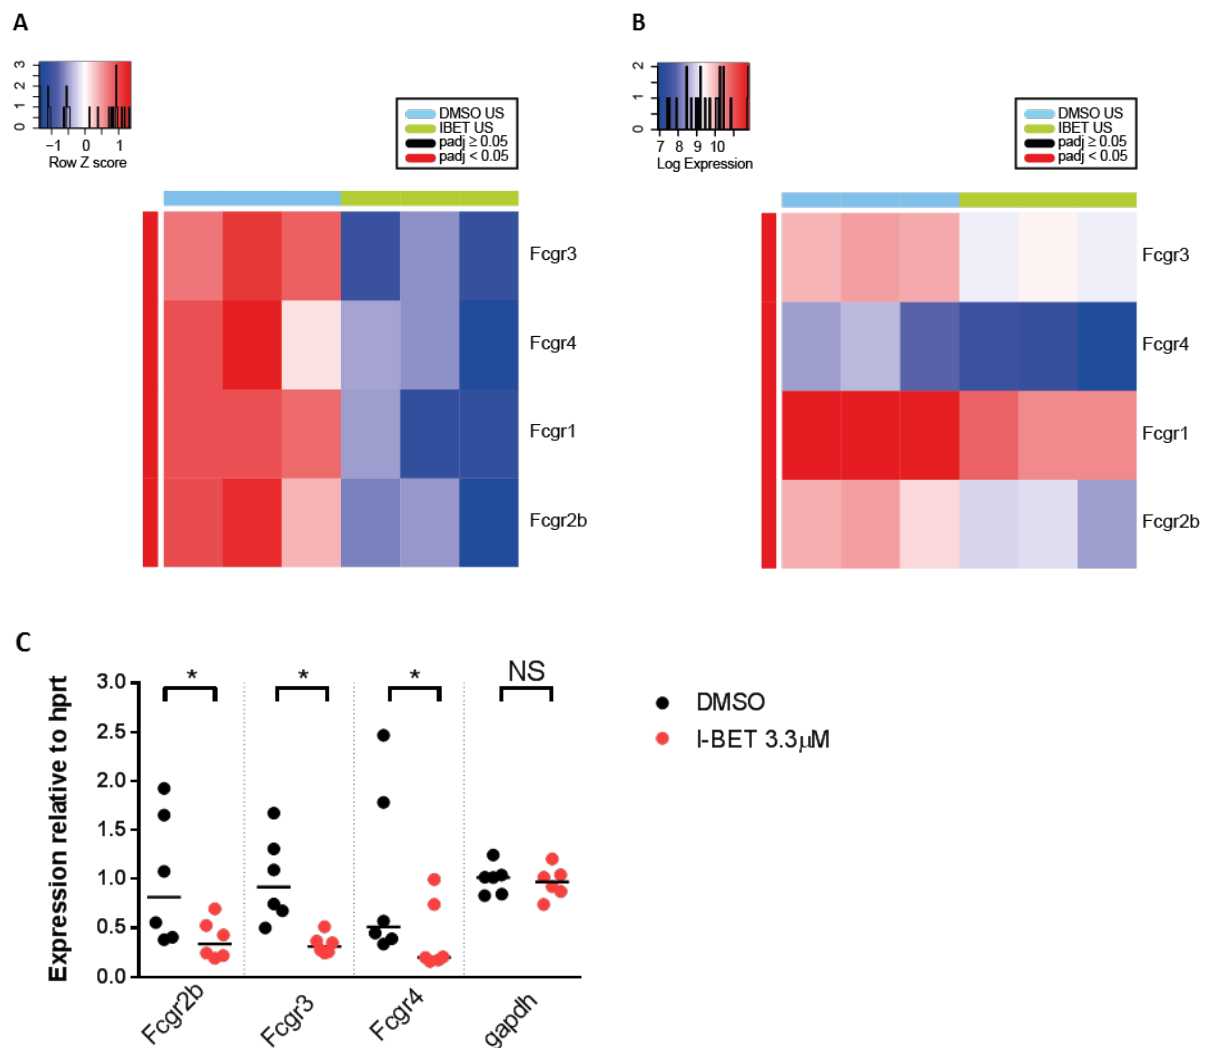 A
3
2
1
0
−1 0 1
Row Z score
DMSO US
IBET US
padj ≥ 0.05
padj < 0.05
Fcgr3
Fcgr4
Fcgr1
Fcgr2b
B
2
1
0
7 8 9 10
Log Expression
DMSO US
IBET US
padj ≥ 0.05
padj < 0.05
Fcgr3
Fcgr4
Fcgr1
Fcgr2b
C
Expression relative to hprt
3.0
2.5
2.0
1.5
1.0
0.5
0.0
* * * NS
Fcgr2b
Fcgr3
Fcgr4
gapdh
DMSO
I-BET 3.3µM